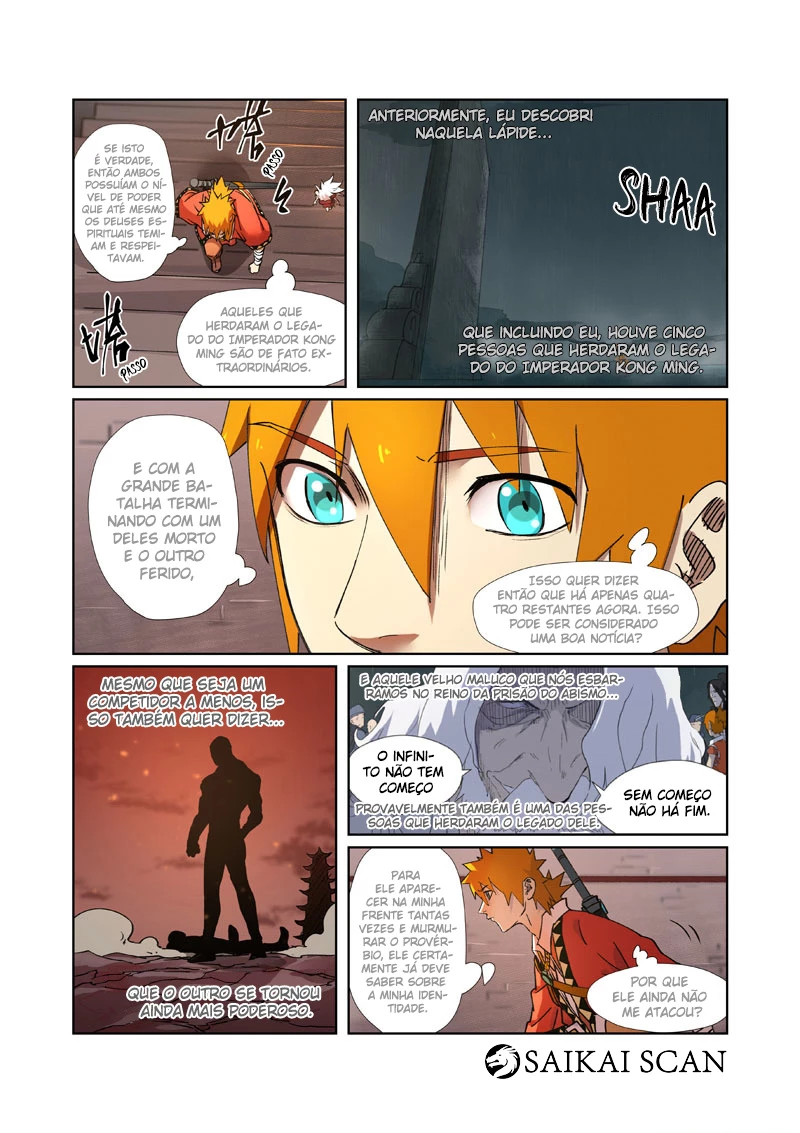 SE ISTO
É VERDADE,
ENTÃO AMBOS
POSSUÍAM O NÍ-
VEL DE PODER
QUE ATÉ MESMO
OS DEUSES ES-
PIRITUAIS TEMI-
AM E RESPEI-
TAVAM.
PASSO
AQUELES QUE
HERDARAM O LEGA-
DO DO IMPERADOR KONG
MING SÃO DE FATO EX-
TRAORDINÁRIOS.
PASSO
ANTERIORMENTE, EU DESCOBRI
NAQUELA LÁPIDE...
SHAA
QUE INCLUINDO EU, HOUVE CINCO
PESSOAS QUE HERDARAM O LEGA-
DO DO IMPERADOR KONG MING.
E COM A
GRANDE BA-
TALHA TERMI-
NANDO COM UM
DELES MORTO
E O OUTRO
FERIDO,
ISSO QUER DIZER
ENTÃO QUE HÁ APENAS QUA-
TRO RESTANTES AGORA. ISSO
PODE SER CONSIDERADO
UMA BOA NOTÍCIA?
MESMO QUE SEJA UM
COMPETIDOR A MENOS, IS-
SO TAMBÉM QUER DIZER...
QUE O OUTRO SE TORNOU
AINDA MAIS PODEROSO.
E AQUELE VELHO MALUCO QUE NÓS ESBAR-
RAMOS NO REINO DA PRISÃO DO ABISMO...
O INFINI-
TO NÃO TEM
COMEÇO
SEM COMEÇO
NÃO HÁ FIM.
PROVAVELMENTE TAMBÉM É UMA DAS PES-
SOAS QUE HERDARAM O LEGADO DELE.
PARA
ELE APARE-
CER NA MINHA
FRENTE TANTAS
VEZES E MURMU-
RAR O PROVÉR-
BIO, ELE CERTA-
MENTE JÁ DEVE
SABER SOBRE
A MINHA IDEN-
TIDADE.
POR QUE
ELE AINDA NÃO
ME ATACOU?
SAIKAI SCAN